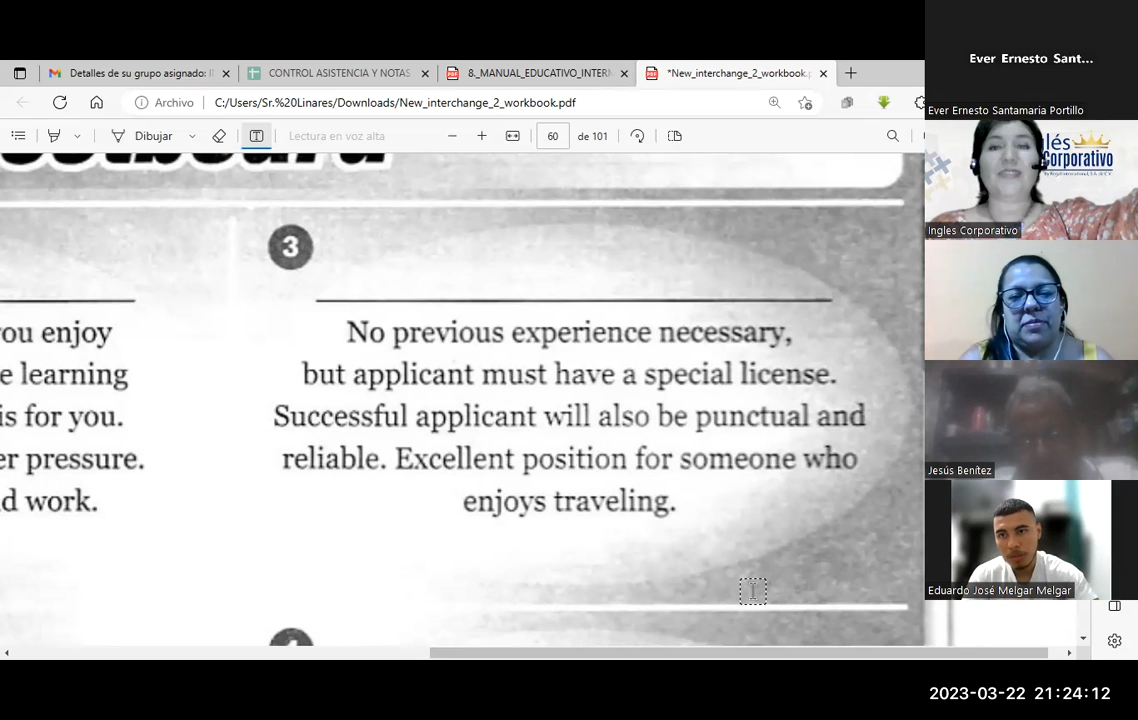 Detalles de su grupo asignado: I
CONTROL ASISTENCIA Y NOTAS
8._MANUAL_EDUCATIVO_INTERN
*New_interchange_2_workbook.p
Archivo
C:/Users/Sr.%20Linares/Downloads/New_interchange_2_workbook.pdf
Dibujar
Lectura en voz alta
60
de 101
3
No previous experience necessary,
but applicant must have a special license.
Successful applicant will also be punctual and
reliable. Excellent position for someone who
enjoys traveling.
ou enjoy
e learning
is for you.
er pressure.
d work.
Ever Ernesto Sant...
Ever Ernesto Santamaria Portillo
lés
Corporativo
Ingles Corporativo
Jesús Benítez
Eduardo José Melgar Melgar
2023-03-22 21:24:12